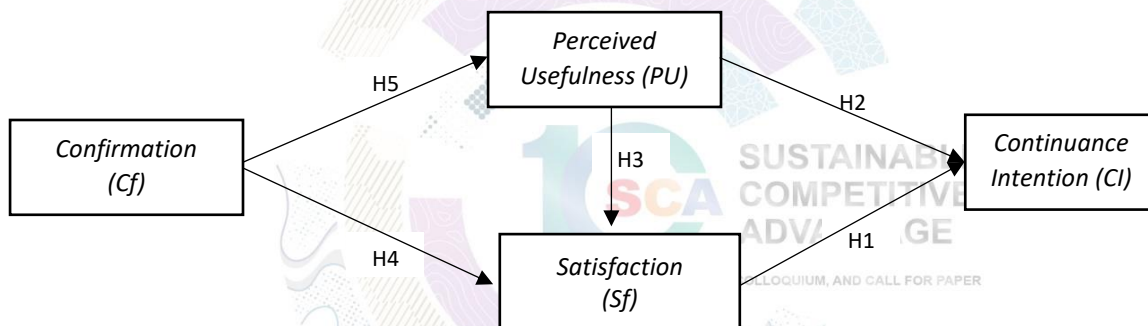 Perceived
Usefulness (PU)
H5
H2
Confirmation
(Cf)
H3
Continuance
Intention (CI)
SCA
SUSTAINAB
COMPETITIVE
ADV
GE
H4
H1
Satisfaction
(Sf)
OLLOQUIUM, AND CALL FOR PAPER